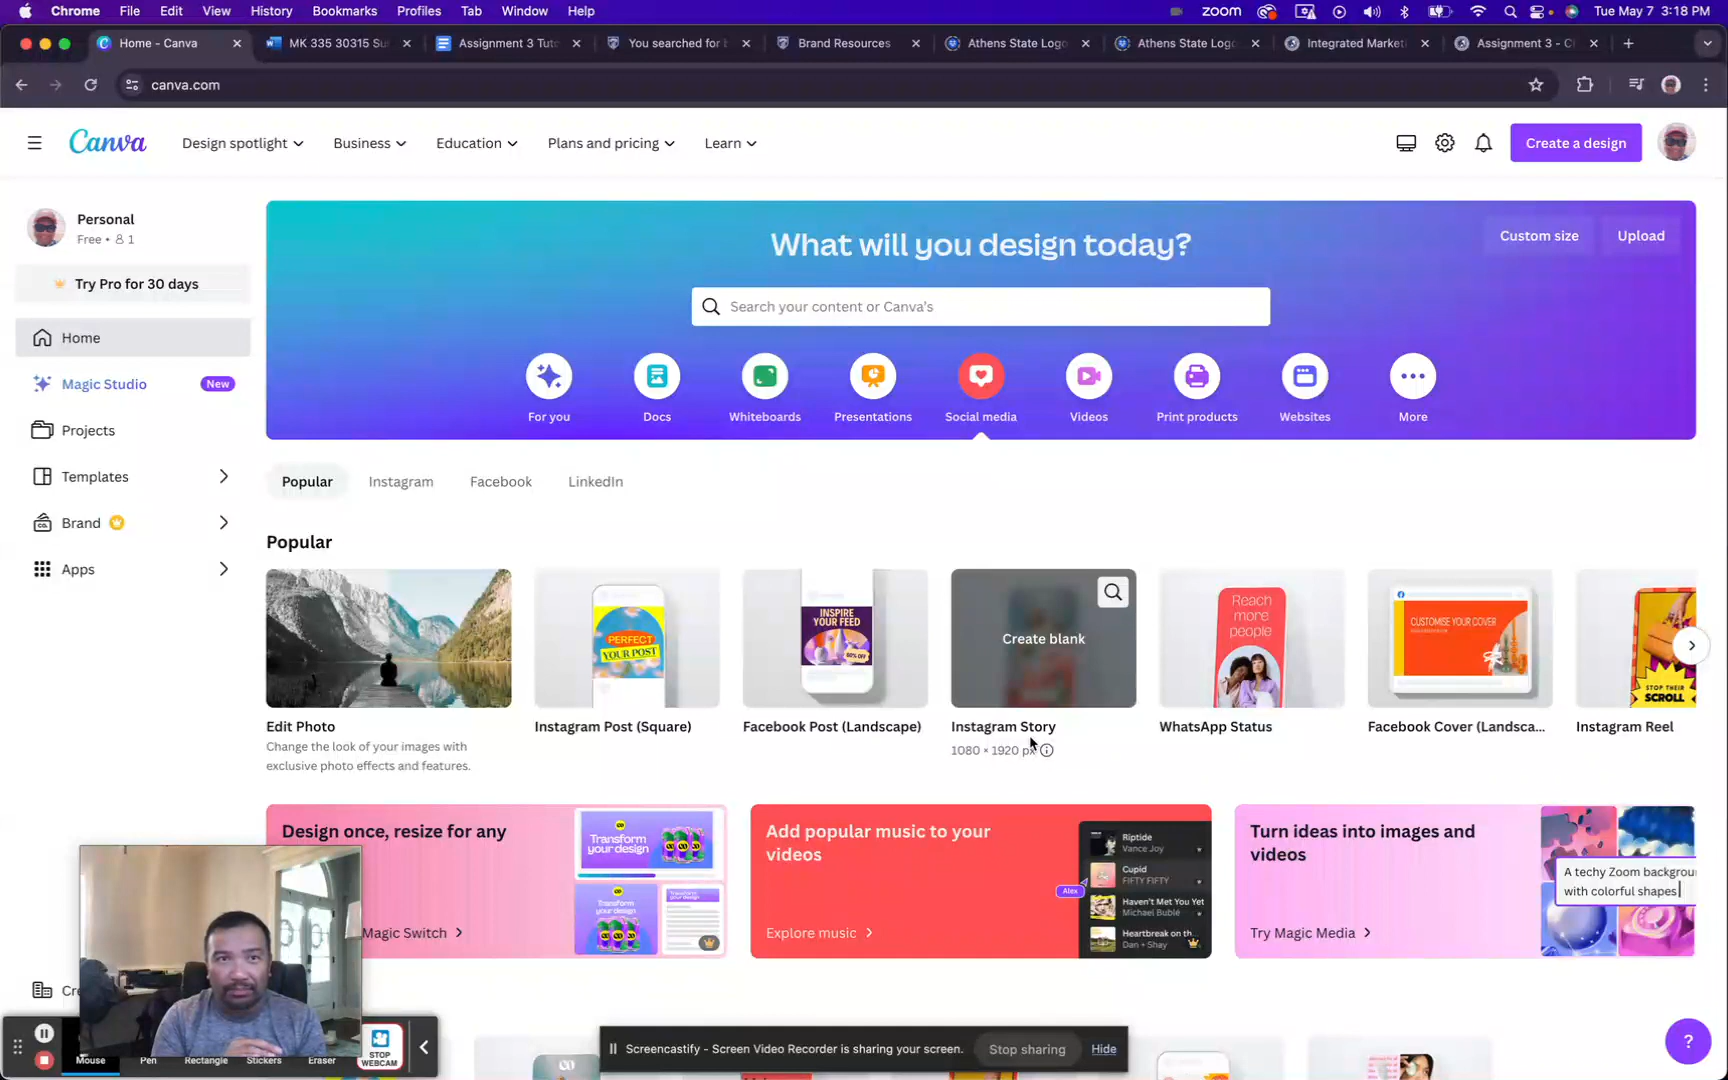 Chrome File Edit View History Bookmarks Profiles Tab Window Help zoom Tue May 7 3:18 PM
Home - Canva
MK 335 30315 Su
Assignment 3 Tut
You searched for
Brand Resources
Athens State Logo
Athens State Logo
Integrated Market
Assignment 3 - C
canva.com
Canva Design spotlight Business Education Plans and pricing Learn Create a design
Personal
Free • 1
Try Pro for 30 days
Home
Magic Studio New
Projects
Templates
Brand
Apps
What will you design today?
Custom size Upload
Search your content or Canva's
For you Docs Whiteboards Presentations Social media Videos Print products Websites More
Popular Instagram Facebook LinkedIn
Popular
PERFECT
YOUR POST
INSPIRE
YOUR FEED
60% OFF
Create blank
Reach
more
people
CUSTOMISE YOUR COVER
STOP THEIR
SCROLL
Edit Photo
Change the look of your images with
exclusive photo effects and features.
Instagram Post (Square)
Facebook Post (Landscape)
Instagram Story
1080 × 1920 px
WhatsApp Status
Facebook Cover (Landsca...
Instagram Reel
Design once, resize for any
Transform
your design
Magic Switch
Add popular music to your
videos
Riptide
Vance Joy
Cupid
FIFTY FIFTY
Alex
Haven't Met You Yet
Michael Bublé
Heartbreak on th
Dan + Shay
Explore music
Turn ideas into images and
videos
A techy Zoom backgrou
with colorful shapes
Try Magic Media
Cre
Mouse Pen Rectangle Stickers Eraser
STOP
WEBCAM
Screencastify - Screen Video Recorder is sharing your screen. Stop sharing Hide
?